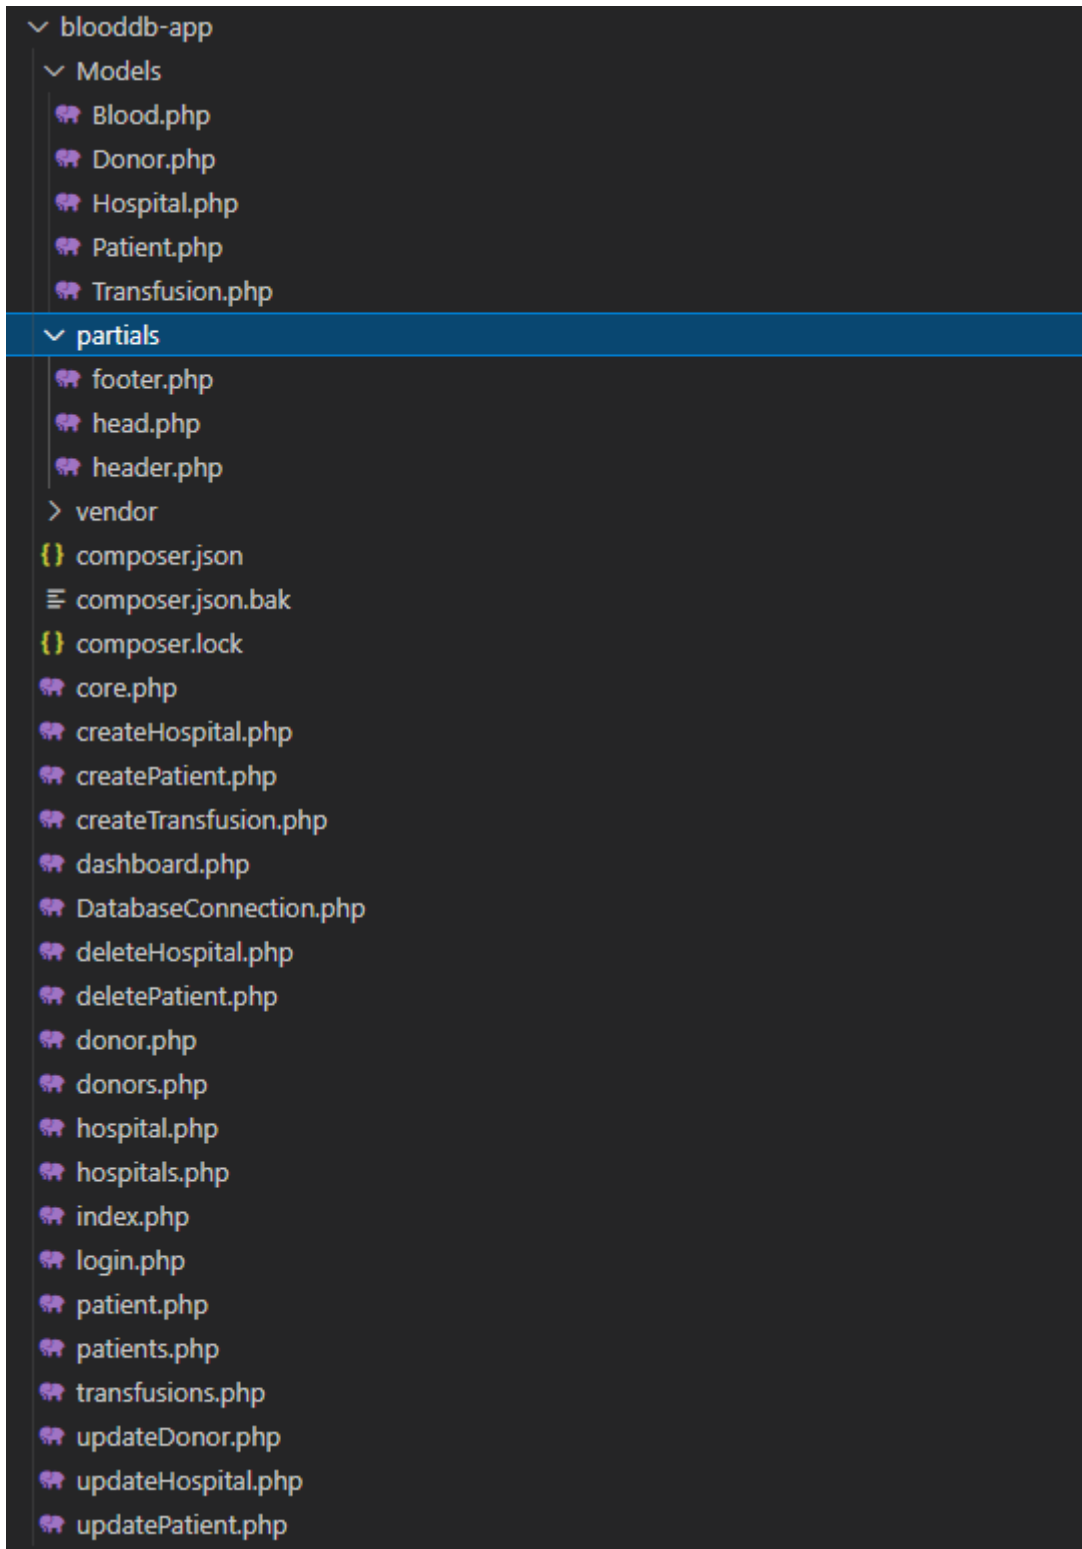 blooddb-app
Models
Blood.php
Donor.php
Hospital.php
Patient.php
Transfusion.php
partials
footer.php
head.php
header.php
vendor
composer.json
composer.json.bak
composer.lock
core.php
createHospital.php
createPatient.php
createTransfusion.php
dashboard.php
DatabaseConnection.php
deleteHospital.php
deletePatient.php
donor.php
donors.php
hospital.php
hospitals.php
index.php
login.php
patient.php
patients.php
transfusions.php
updateDonor.php
updateHospital.php
updatePatient.php